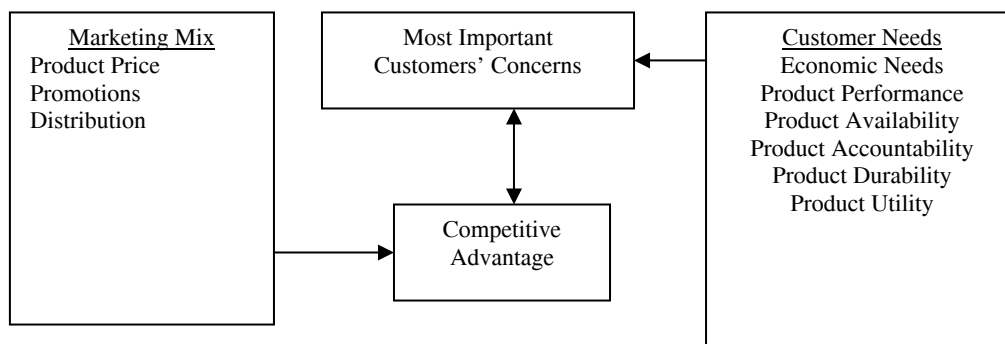 Marketing Mix
Product Price
Promotions
Distribution
Most Important
Customers’ Concerns
Customer Needs
Economic Needs
Product Performance
Product Availability
Product Accountability
Product Durability
Product Utility
Competitive
Advantage